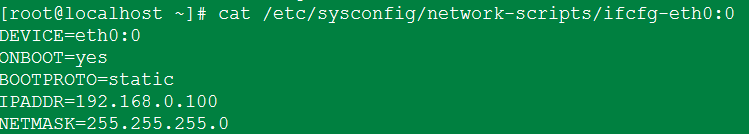 [root@localhost ~]# cat /etc/sysconfig/network-scripts/ifcfg-eth0:0
DEVICE=eth0:0
ONBOOT=yes
BOOTPROTO=static
IPADDR=192.168.0.100
NETMASK=255.255.255.0